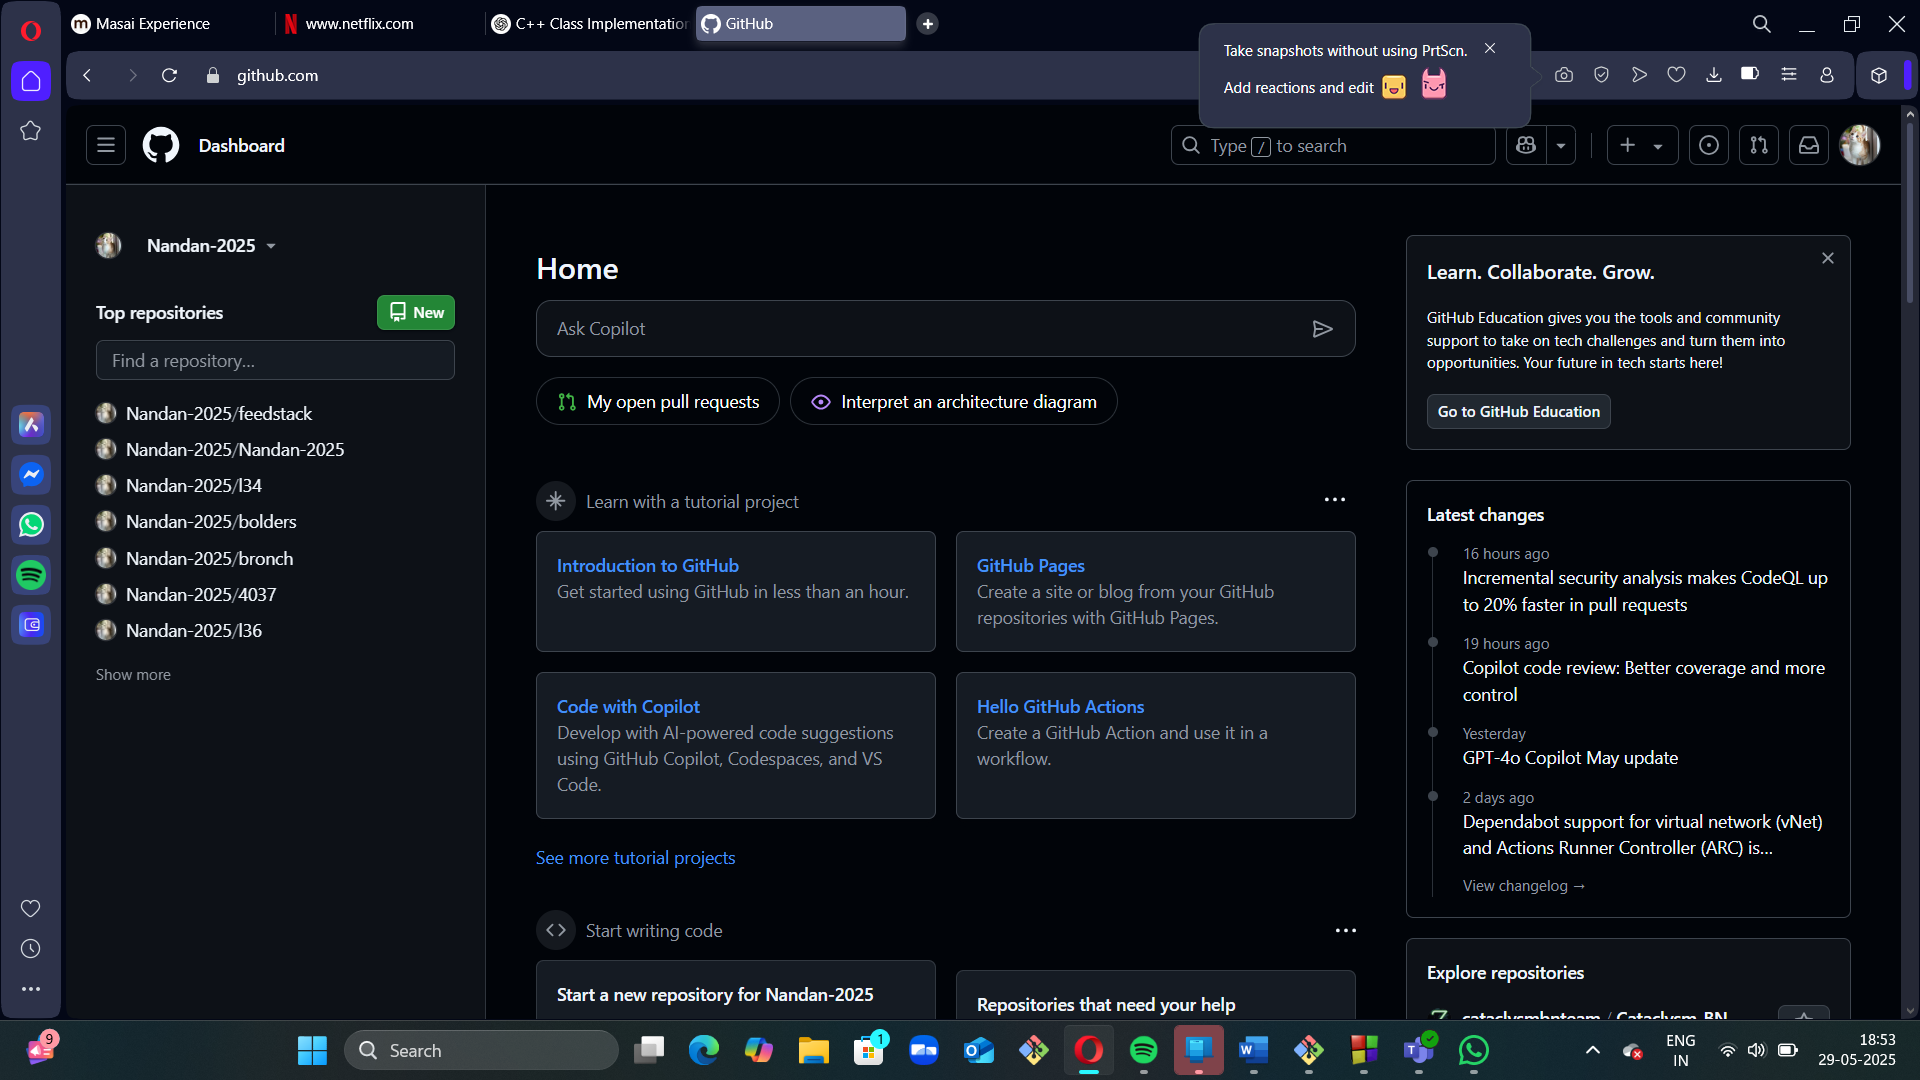 Masai Experience
www.netflix.com
C++ Class Implementatio
GitHub
Take snapshots without using PrtScn.
Add reactions and edit
github.com
Dashboard
Type / to search
Nandan-2025
Top repositories
New
Find a repository...
Nandan-2025/feedstack
Nandan-2025/Nandan-2025
Nandan-2025/l34
Nandan-2025/bolders
Nandan-2025/bronch
Nandan-2025/4037
Nandan-2025/l36
Show more
Home
Ask Copilot
My open pull requests
Interpret an architecture diagram
Learn with a tutorial project
Introduction to GitHub
Get started using GitHub in less than an hour.
GitHub Pages
Create a site or blog from your GitHub
repositories with GitHub Pages.
Code with Copilot
Develop with AI-powered code suggestions
using GitHub Copilot, Codespaces, and VS
Code.
Hello GitHub Actions
Create a GitHub Action and use it in a
workflow.
See more tutorial projects
Start writing code
Start a new repository for Nandan-2025
Repositories that need your help
Learn. Collaborate. Grow.
GitHub Education gives you the tools and community
support to take on tech challenges and turn them into
opportunities. Your future in tech starts here!
Go to GitHub Education
Latest changes
16 hours ago
Incremental security analysis makes CodeQL up
to 20% faster in pull requests
19 hours ago
Copilot code review: Better coverage and more
control
Yesterday
GPT-4o Copilot May update
2 days ago
Dependabot support for virtual network (vNet)
and Actions Runner Controller (ARC) is...
View changelog →
Explore repositories
cataclysmbnteam / Cataclysm-BN
9
Search
1
ENG
IN
18:53
29-05-2025